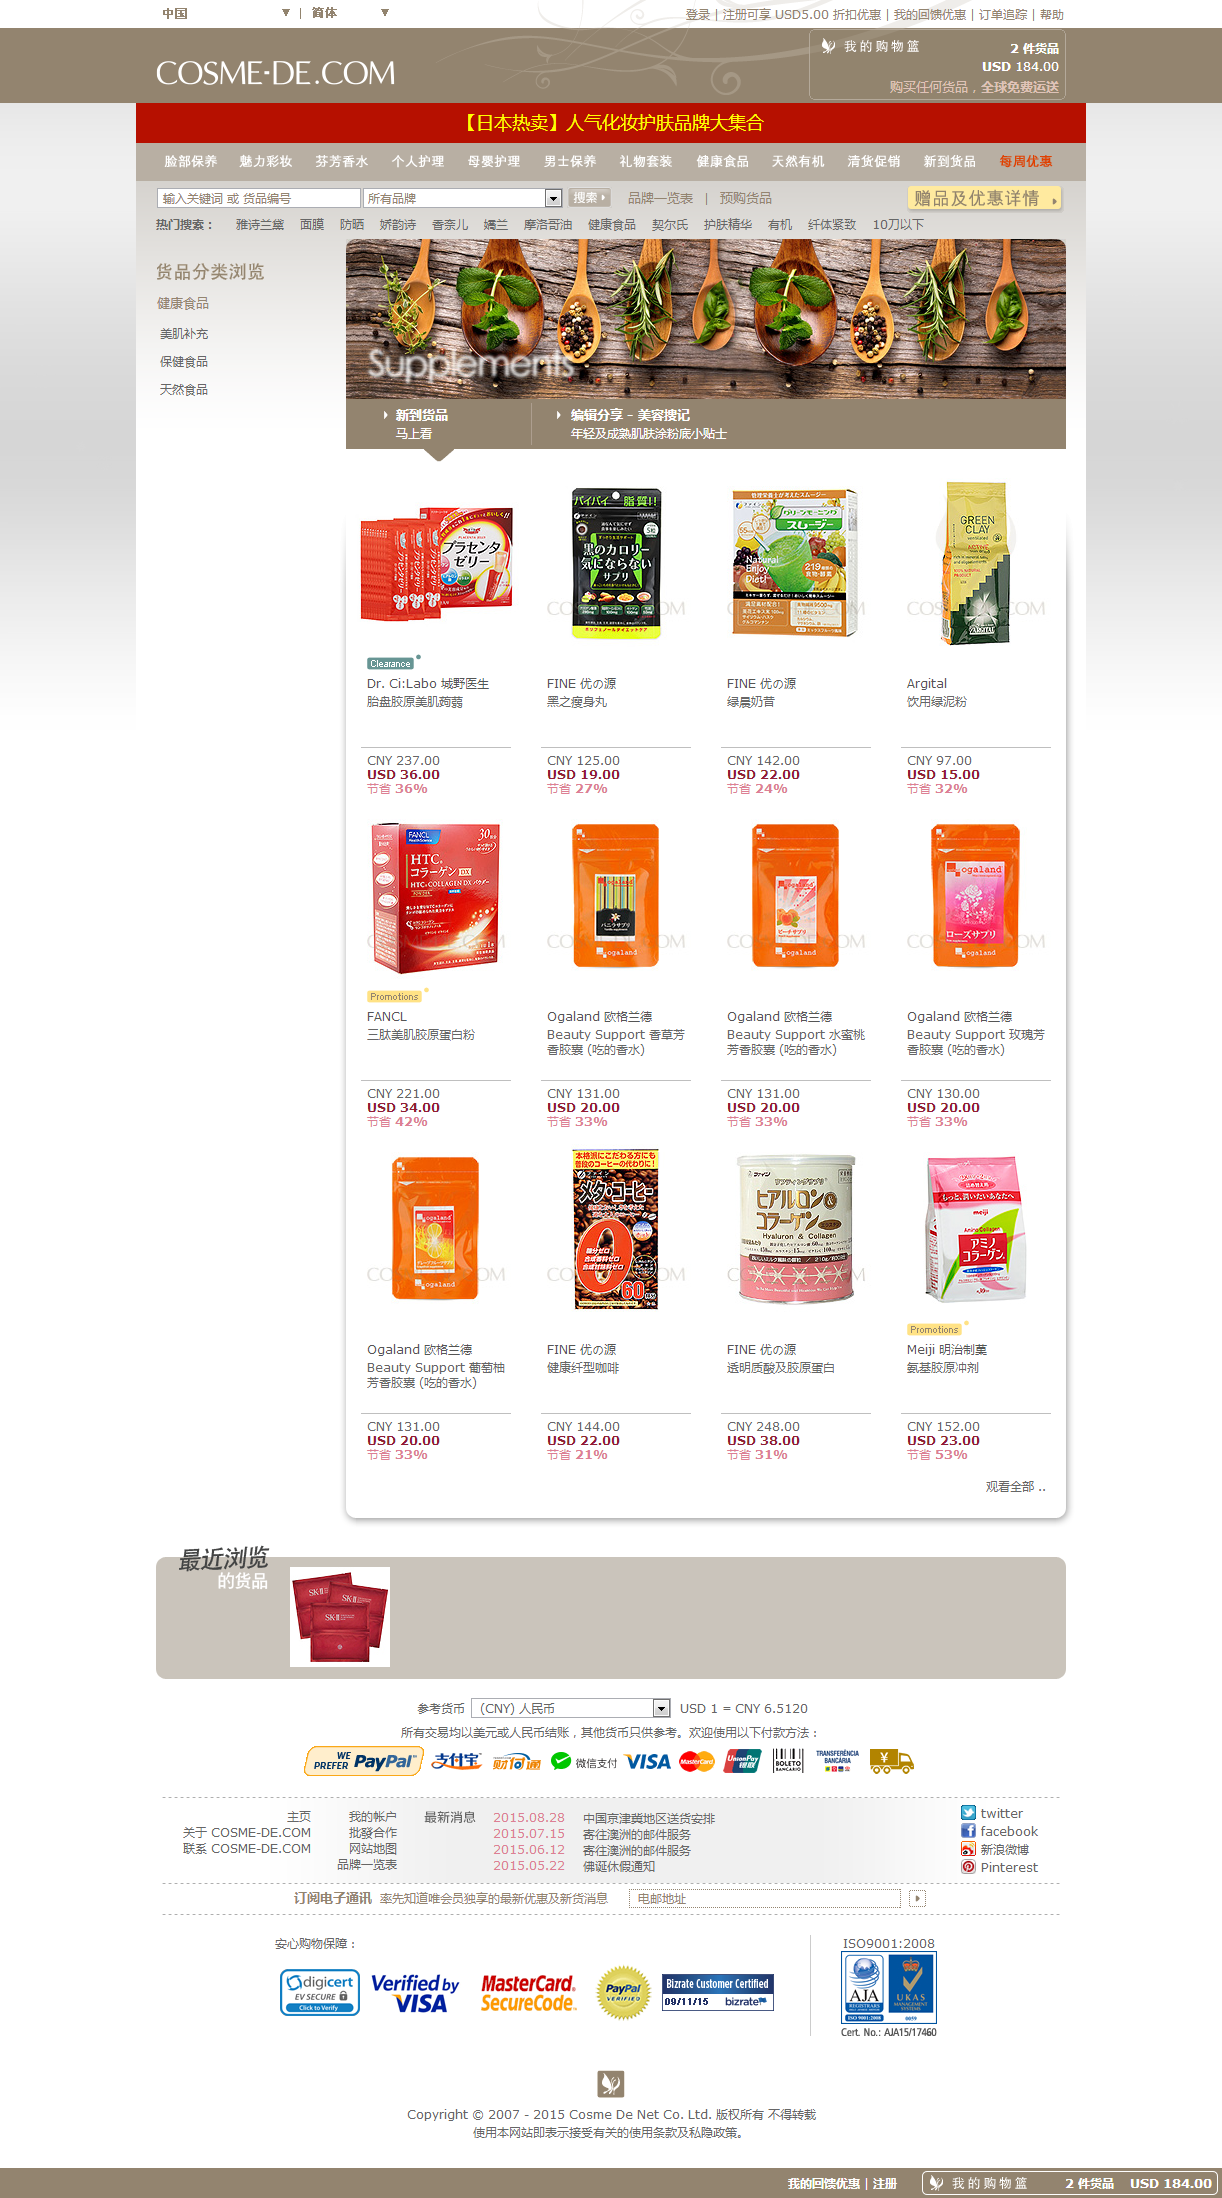 中国 | 简体
登录 | 注册可享 USD5.00 折扣优惠 | 我的回馈优惠 | 订单追踪 | 帮助
COSME-DE.COM
我的购物篮
2 件货品
USD 184.00
购买任何货品，全球免费运送
【日本热卖】人气化妆护肤品牌大集合
脸部保养 魅力彩妆 芬芳香水 个人护理 母婴护理 男士保养 礼物套装 健康食品 天然有机 清货促销 新到货品 每周优惠
输入关键词 或 货品编号 所有品牌 搜索 品牌一览表 | 预购货品 赠品及优惠详情
热门搜索： 雅诗兰黛 面膜 防晒 娇韵诗 香奈儿 嬌兰 摩洛哥油 健康食品 契尔氏 护肤精华 有机 纤体紧致 10刀以下
货品分类浏览
健康食品
美肌补充
保健食品
天然食品
Supplements
新到货品
马上看
编辑分享 - 美容搜记
年轻及成熟肌肤涂粉底小贴士
Clearance
Dr. Ci:Labo 城野医生
胎盘胶原美肌蒟蒻
CNY 237.00
USD 36.00
节省 36%
FINE 优の源
黑之瘦身丸
CNY 125.00
USD 19.00
节省 27%
FINE 优の源
绿晨奶昔
CNY 142.00
USD 22.00
节省 24%
Argital
饮用绿泥粉
CNY 97.00
USD 15.00
节省 32%
Promotions
FANCL
三肽美肌胶原蛋白粉
CNY 221.00
USD 34.00
节省 42%
Ogaland 欧格兰德
Beauty Support 香草芳
香胶囊 (吃的香水)
CNY 131.00
USD 20.00
节省 33%
Ogaland 欧格兰德
Beauty Support 水蜜桃
芳香胶囊 (吃的香水)
CNY 131.00
USD 20.00
节省 33%
Ogaland 欧格兰德
Beauty Support 玫瑰芳
香胶囊 (吃的香水)
CNY 130.00
USD 20.00
节省 33%
Ogaland 欧格兰德
Beauty Support 葡萄柚
芳香胶囊 (吃的香水)
CNY 131.00
USD 20.00
节省 33%
FINE 优の源
健康纤型咖啡
CNY 144.00
USD 22.00
节省 21%
FINE 优の源
透明质酸及胶原蛋白
CNY 248.00
USD 38.00
节省 31%
Promotions
Meiji 明治制菓
氨基胶原冲剂
CNY 152.00
USD 23.00
节省 53%
观看全部 ..
最近浏览
的货品
SK-II
参考货币 (CNY) 人民币 USD 1 = CNY 6.5120
所有交易均以美元或人民币结账，其他货币只供参考。欢迎使用以下付款方法：
WE PREFER PayPal 支付宝 财付通 微信支付 VISA MasterCard UnionPay 银联 BOLETO BANCÁRIO TRANSFERÊNCIA BANCÁRIA
主页
关于 COSME-DE.COM
联系 COSME-DE.COM
我的帐户
批發合作
网站地图
品牌一览表
最新消息
2015.08.28 中国京津冀地区送货安排
2015.07.15 寄往澳洲的邮件服务
2015.06.12 寄往澳洲的邮件服务
2015.05.22 佛诞休假通知
twitter
facebook
新浪微博
Pinterest
订阅电子通讯 率先知道唯会员独享的最新优惠及新货消息 电邮地址
安心购物保障：
digicert
EV SECURE
Click to Verify
Verified by
VISA
MasterCard
SecureCode
PayPal
VERIFIED
Bizrate Customer Certified
09/11/15 bizrate
ISO9001:2008
AJA
REGISTRARS
UKAS
MANAGEMENT
SYSTEMS
Cert. No.: AJA15/17460
Copyright © 2007 - 2015 Cosme De Net Co. Ltd. 版权所有 不得转载
使用本网站即表示接受有关的使用条款及私隐政策。
我的回馈优惠 | 注册 我的购物篮 2 件货品 USD 184.00